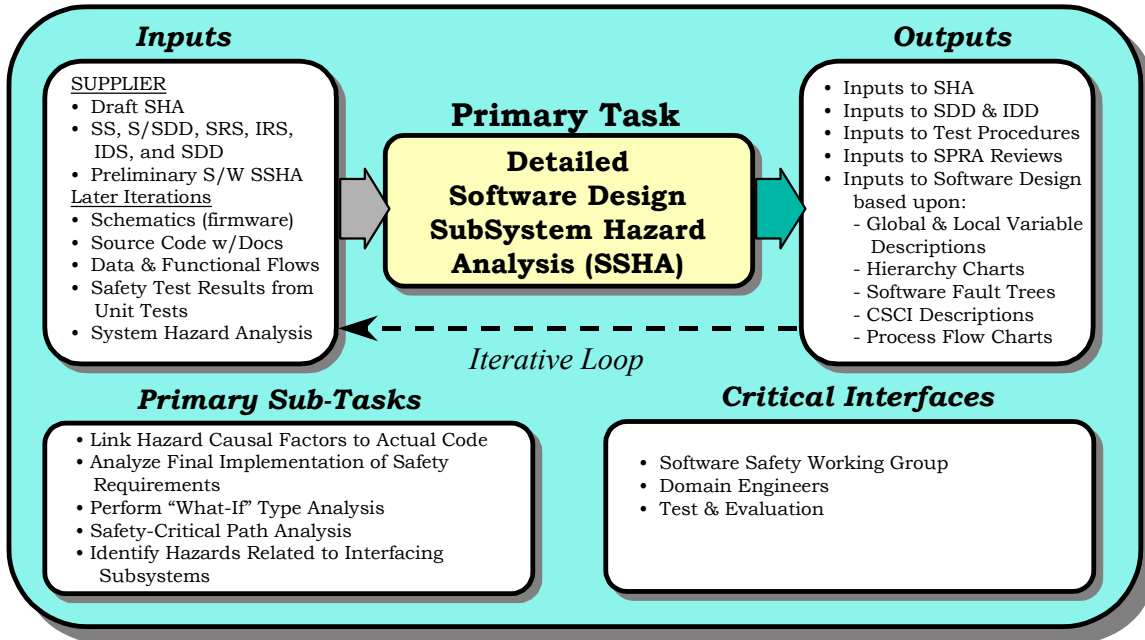 Inputs
SUPPLIER
• Draft SHA
• SS, S/SDD, SRS, IRS,
IDS, and SDD
• Preliminary S/W SSHA
Later Iterations
• Schematics (firmware)
• Source Code w/Docs
• Data & Functional Flows
• Safety Test Results from
Unit Tests
• System Hazard Analysis
Primary Task
Detailed
Software Design
SubSystem Hazard
Analysis (SSHA)
Iterative Loop
Outputs
• Inputs to SHA
• Inputs to SDD & IDD
• Inputs to Test Procedures
• Inputs to SPRA Reviews
• Inputs to Software Design
based upon:
- Global & Local Variable
Descriptions
- Hierarchy Charts
- Software Fault Trees
- CSCI Descriptions
- Process Flow Charts
Primary Sub-Tasks
• Link Hazard Causal Factors to Actual Code
• Analyze Final Implementation of Safety
Requirements
• Perform “What-If” Type Analysis
• Safety-Critical Path Analysis
• Identify Hazards Related to Interfacing
Subsystems
Critical Interfaces
• Software Safety Working Group
• Domain Engineers
• Test & Evaluation